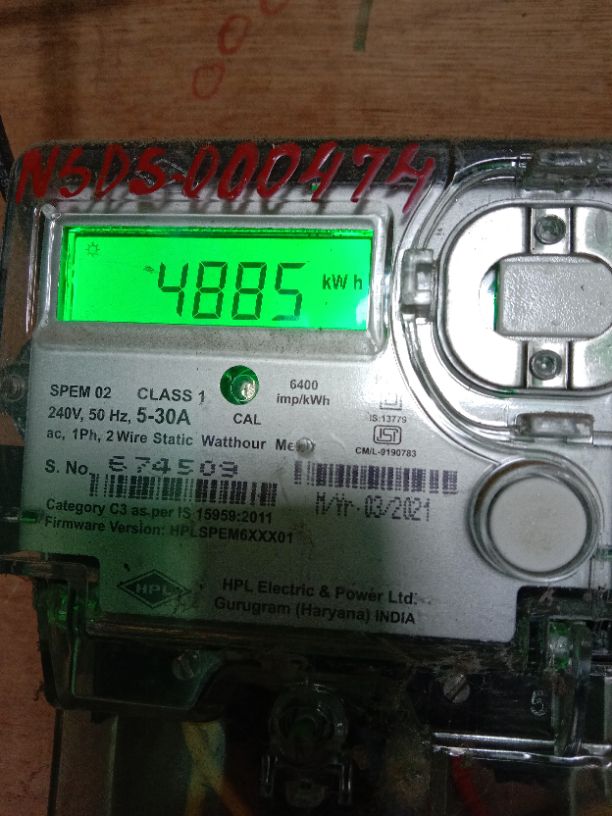 NSDS-000474
4885 kWh
SPEM 02 CLASS 1
6400
imp/kWh
240V, 50 Hz, 5-30A
CAL
IS:13779
ac, 1Ph, 2 Wire Static Watthour
CM/L-9190783
S. No. 674509
M/Yr-03/2021
Category C3 as per IS 15959:2011
Firmware Version: HPLSPEM6XXX01
HPL
HPL Electric & Power Ltd.
Gurugram (Haryana) INDIA